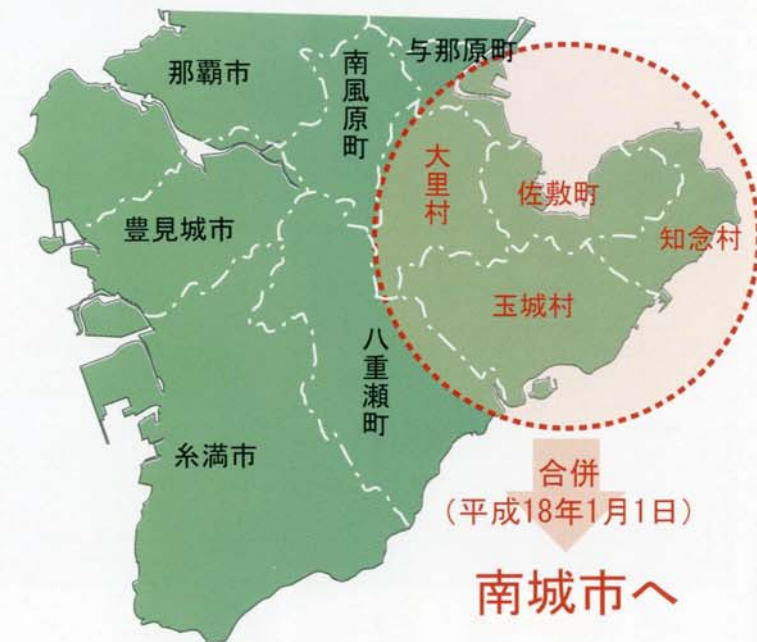 那覇市
南風原町
与那原町
大里村
佐敷町
知念村
豊見城市
玉城村
八重瀬町
糸満市
合併
(平成18年1月1日)
南城市へ